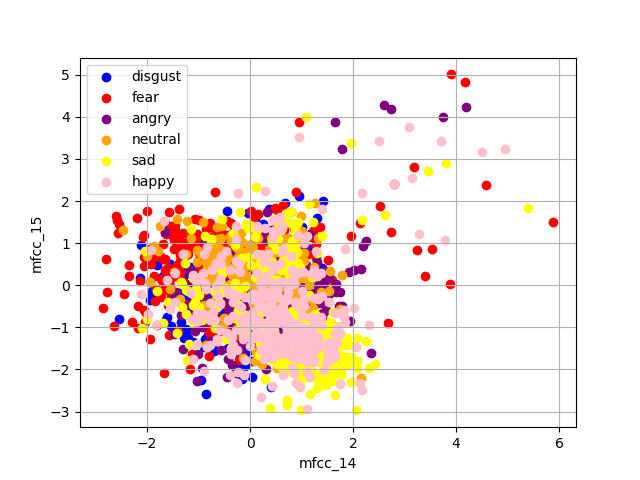 disgust
fear
angry
neutral
sad
happy
5
4
3
2
1
0
−1
−2
−3
mfcc_15
−2
0
2
4
6
mfcc_14